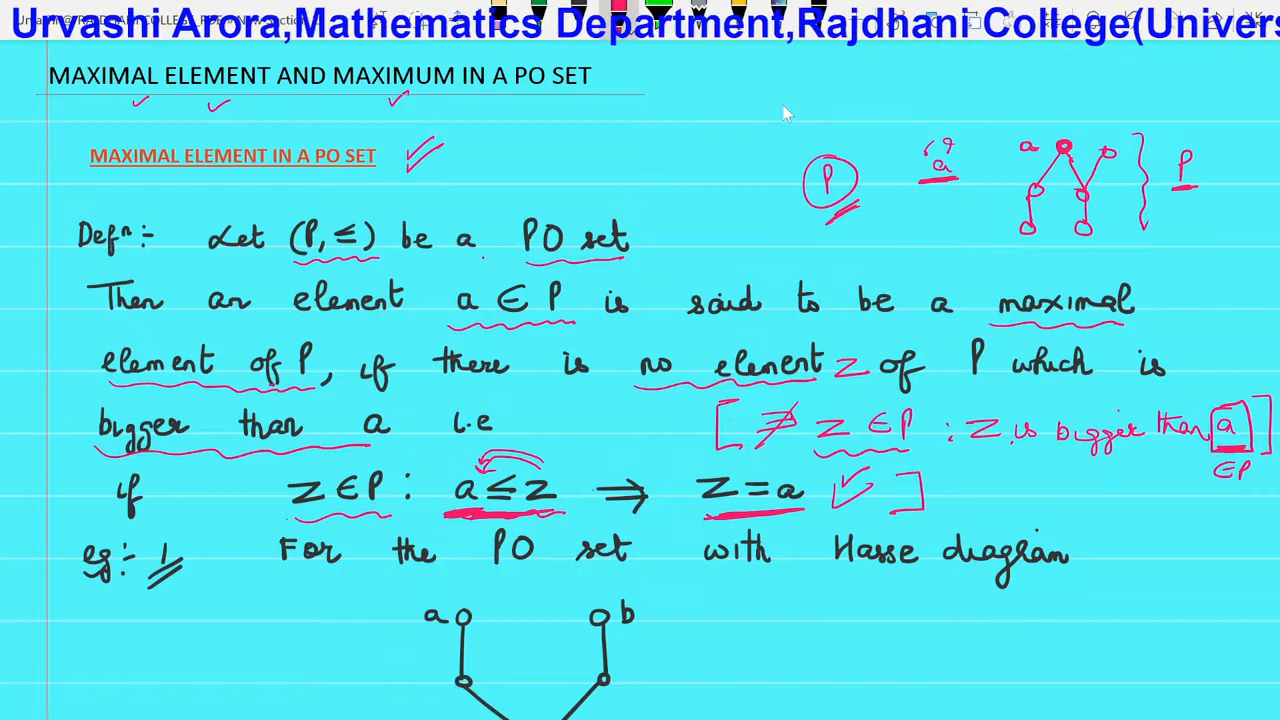 Urvashi Arora,Mathematics Department,Rajdhani College(Univers
MAXIMAL ELEMENT AND MAXIMUM IN A PO SET
MAXIMAL ELEMENT IN A PO SET
P a a P
Defⁿ:- Let (P, ≤) be a PO set
Then an element a ∈ P is said to be a maximal
element of P, if there is no element z of P which is
bigger than a i.e [ ∄ z ∈ P : z is bigger than a ]
∈ P
if z ∈ P : a ≤ z ⇒ z = a ]
eg:- 1 For the PO set with Hasse diagram
a b